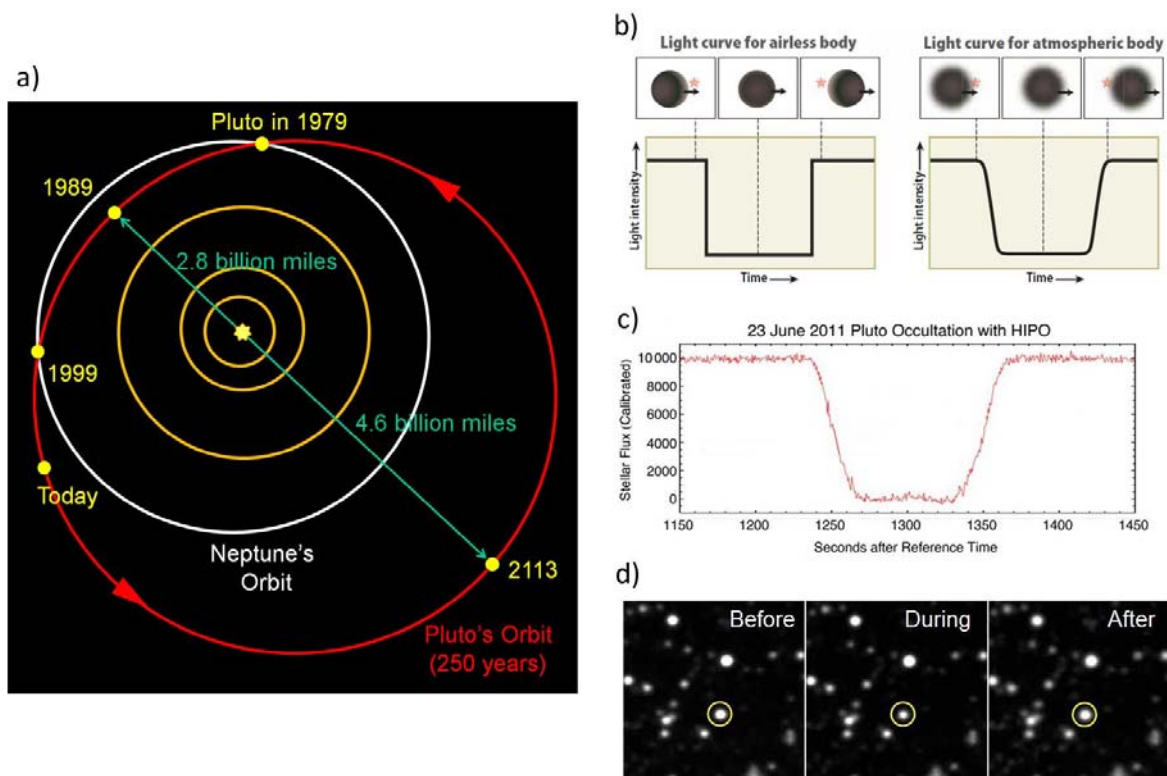 a)
Pluto in 1979
1989
2.8 billion miles
1999
4.6 billion miles
Today
Neptune's
Orbit
2113
Pluto's Orbit
(250 years)
b)
Light curve for airless body
Light intensity
Time
Light curve for atmospheric body
Light intensity
Time
c)
23 June 2011 Pluto Occultation with HIPO
Stellar Flux (Calibrated)
10000
8000
6000
4000
2000
0
1150 1200 1250 1300 1350 1400 1450
Seconds after Reference Time
d)
Before
During
After